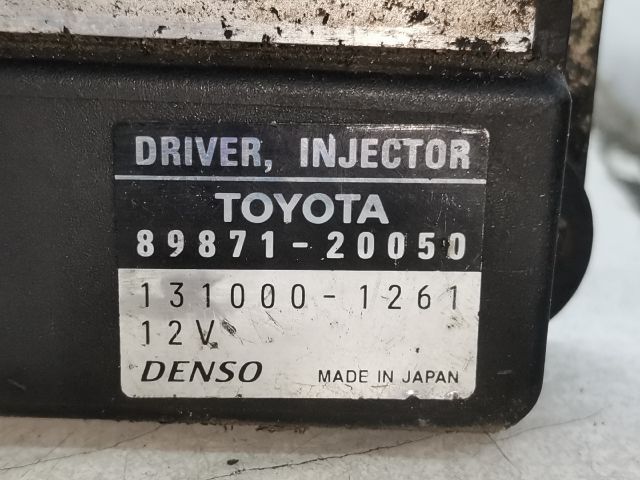 DRIVER, INJECTOR
TOYOTA
89871-20050
131000-1261
12V
DENSO MADE IN JAPAN